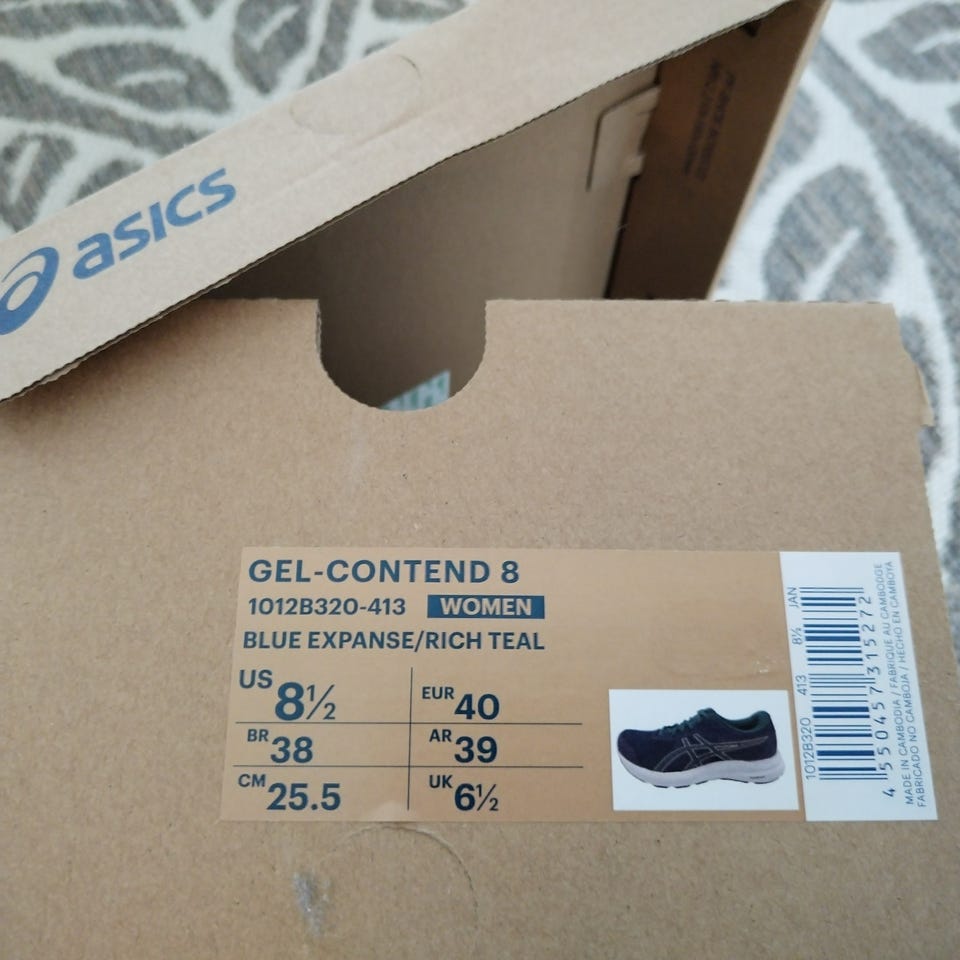 asics
GEL-CONTEND 8
1012B320-413 WOMEN
BLUE EXPANSE/RICH TEAL
US 8½
EUR 40
BR 38
AR 39
CM 25.5
UK 6½
1012B320 413 8½ JAN
4 550457 315272
MADE IN CAMBODIA / FABRIQUE AU CAMBODGE
FABRICADO NO CAMBOJA / HECHO EN CAMBOYA